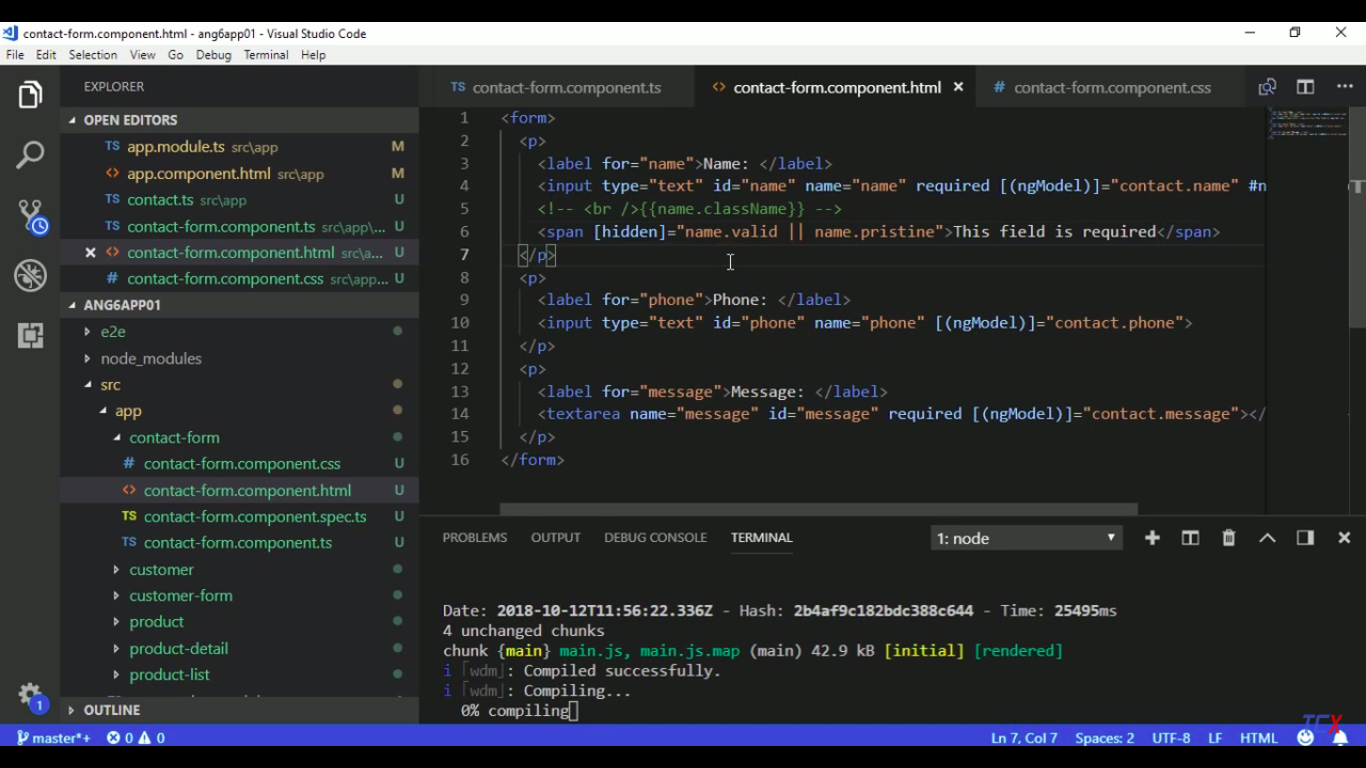 contact-form.component.html - ang6app01 - Visual Studio Code
File Edit Selection View Go Debug Terminal Help
EXPLORER
OPEN EDITORS
TS app.module.ts src\app M
<> app.component.html src\app M
TS contact.ts src\app U
TS contact-form.component.ts src\app\... U
<> contact-form.component.html src\a... U
# contact-form.component.css src\app... U
ANG6APP01
e2e
node_modules
src
app
contact-form
# contact-form.component.css U
<> contact-form.component.html U
TS contact-form.component.spec.ts U
TS contact-form.component.ts U
customer
customer-form
product
product-detail
product-list
OUTLINE
TS contact-form.component.ts
<> contact-form.component.html
# contact-form.component.css
1 <form>
2 <p>
3 <label for="name">Name: </label>
4 <input type="text" id="name" name="name" required [(ngModel)]="contact.name" #n
5 <!-- <br />{{name.className}} -->
6 <span [hidden]="name.valid || name.pristine">This field is required</span>
7 </p>
8 <p>
9 <label for="phone">Phone: </label>
10 <input type="text" id="phone" name="phone" [(ngModel)]="contact.phone">
11 </p>
12 <p>
13 <label for="message">Message: </label>
14 <textarea name="message" id="message" required [(ngModel)]="contact.message"></
15 </p>
16 </form>
PROBLEMS OUTPUT DEBUG CONSOLE TERMINAL
1: node
Date: 2018-10-12T11:56:22.336Z - Hash: 2b4af9c182bdc388c644 - Time: 25495ms
4 unchanged chunks
chunk {main} main.js, main.js.map (main) 42.9 kB [initial] [rendered]
i ｢wdm｣: Compiled successfully.
i ｢wdm｣: Compiling...
0% compiling
1
master*+ 0 0
Ln 7, Col 7 Spaces: 2 UTF-8 LF HTML
TCX